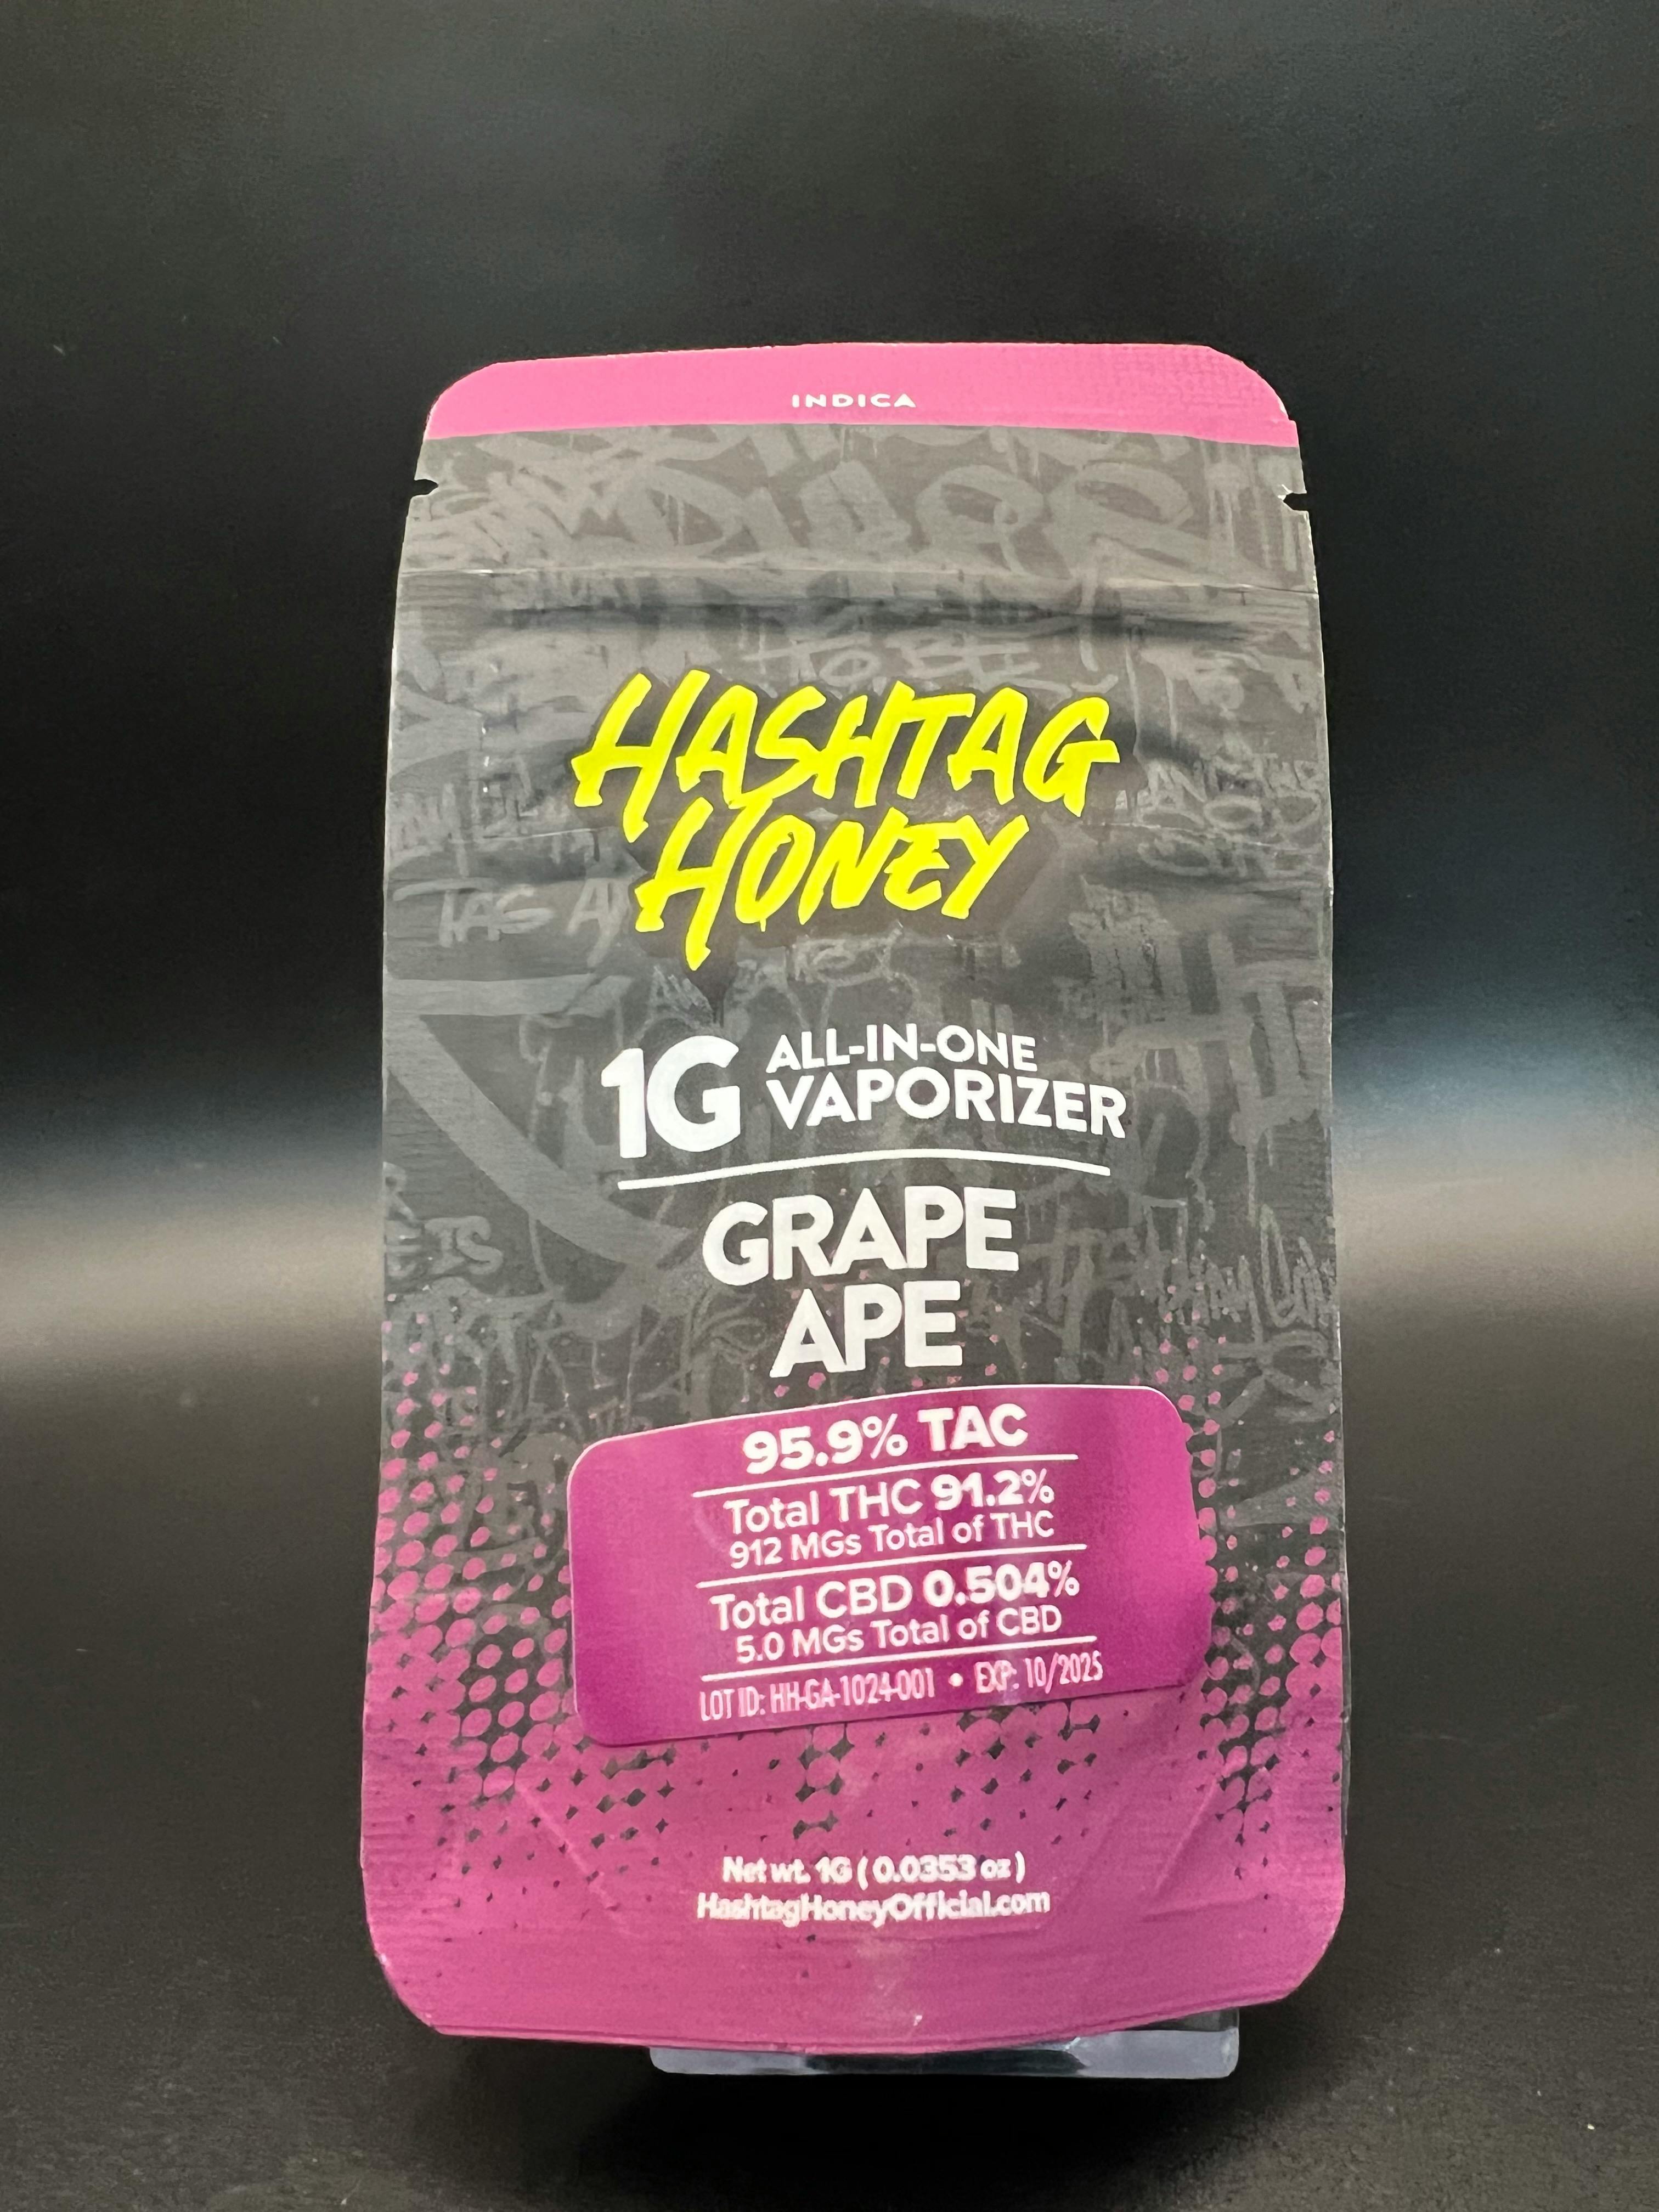 INDICA
HASHTAG
HONEY
1G ALL-IN-ONE
VAPORIZER
GRAPE
APE
95.9% TAC
Total THC 91.2%
912 MGs Total of THC
Total CBD 0.504%
5.0 MGs Total of CBD
LOT ID: HH-GA-1024-001 • EXP: 10/2025
Net wt. 1G ( 0.0353 oz )
HashtagHoneyOfficial.com